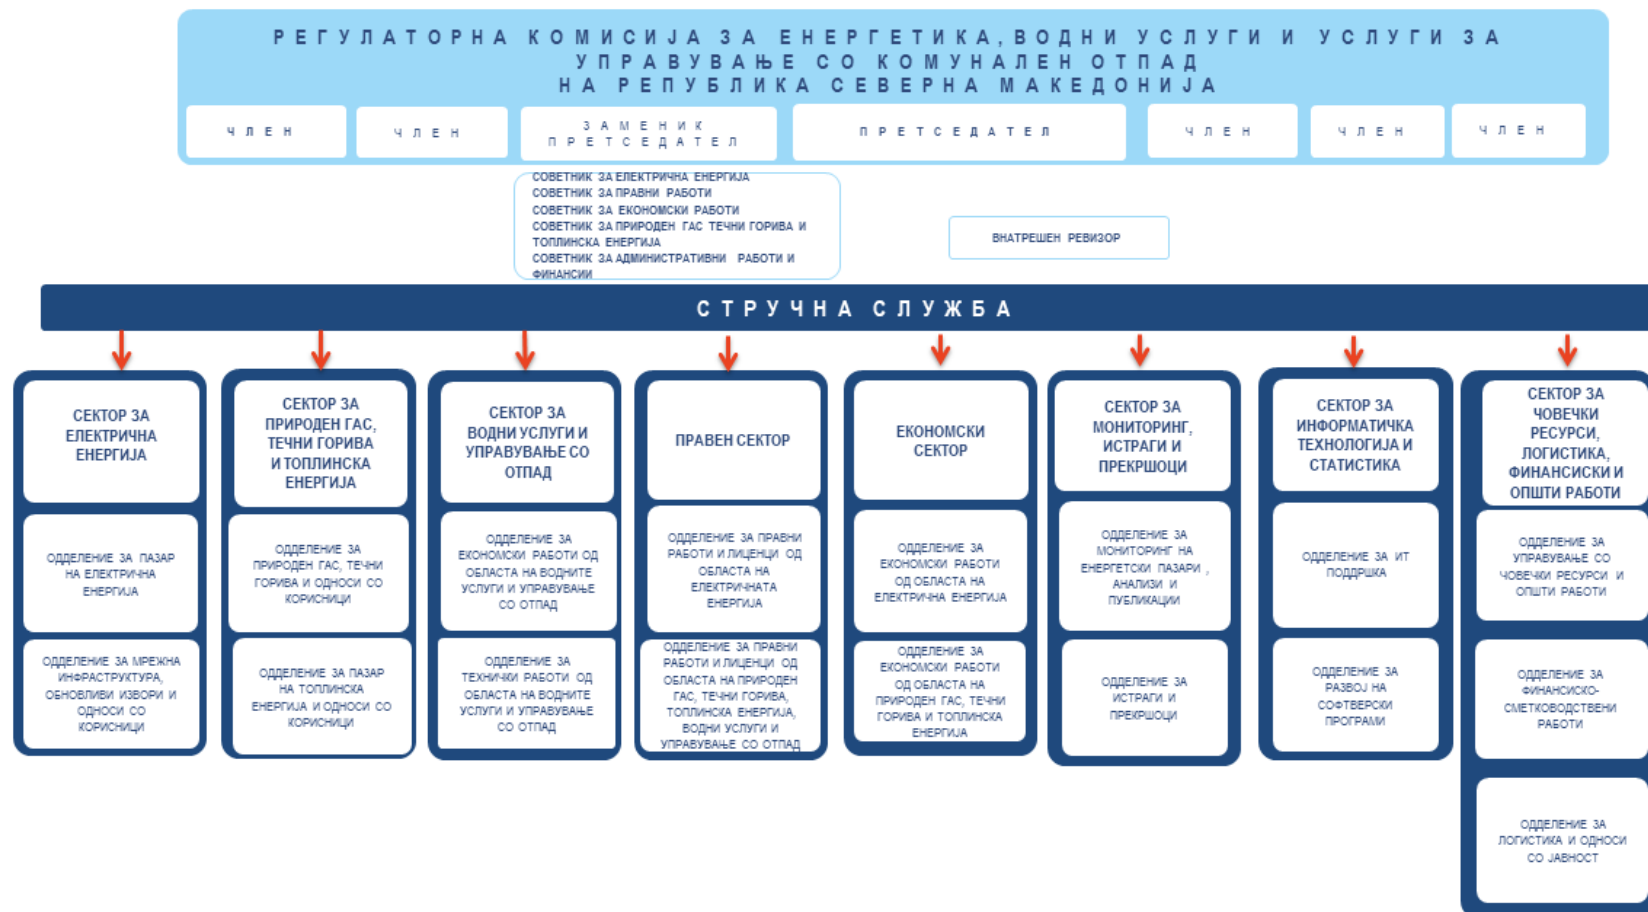 РЕГУЛАТОРНА КОМИСИЈА ЗА ЕНЕРГЕТИКА, ВОДНИ УСЛУГИ И УСЛУГИ ЗА
УПРАВУВАЊЕ СО КОМУНАЛЕН ОТПАД
НА РЕПУБЛИКА СЕВЕРНА МАКЕДОНИЈА
ЧЛЕН
ЧЛЕН
ЗАМЕНИК
ПРЕТСЕДАТЕЛ
ПРЕТСЕДАТЕЛ
ЧЛЕН
ЧЛЕН
ЧЛЕН
СОВЕТНИК ЗА ЕЛЕКТРИЧНА ЕНЕРГИЈА
СОВЕТНИК ЗА ПРАВНИ РАБОТИ
СОВЕТНИК ЗА ЕКОНОМСКИ РАБОТИ
СОВЕТНИК ЗА ПРИРОДЕН ГАС ТЕЧНИ ГОРИВА И
ТОПЛИНСКА ЕНЕРГИЈА
СОВЕТНИК ЗА АДМИНИСТРАТИВНИ РАБОТИ И
ФИНАНСИИ
ВНАТРЕШЕН РЕВИЗОР
СТРУЧНА СЛУЖБА
СЕКТОР ЗА
ЕЛЕКТРИЧНА
ЕНЕРГИЈА
ОДДЕЛЕНИЕ ЗА ПАЗАР
НА ЕЛЕКТРИЧНА
ЕНЕРГИЈА
ОДДЕЛЕНИЕ ЗА МРЕЖНА
ИНФРАСТРУКТУРА,
ОБНОВЛИВИ ИЗВОРИ И
ОДНОСИ СО
КОРИСНИЦИ
СЕКТОР ЗА
ПРИРОДЕН ГАС,
ТЕЧНИ ГОРИВА
И ТОПЛИНСКА
ЕНЕРГИЈА
ОДДЕЛЕНИЕ ЗА
ПРИРОДЕН ГАС, ТЕЧНИ
ГОРИВА И ОДНОСИ СО
КОРИСНИЦИ
ОДДЕЛЕНИЕ ЗА ПАЗАР
НА ТОПЛИНСКА
ЕНЕРГИЈА И ОДНОСИ СО
КОРИСНИЦИ
СЕКТОР ЗА
ВОДНИ УСЛУГИ И
УПРАВУВАЊЕ СО
ОТПАД
ОДДЕЛЕНИЕ ЗА
ЕКОНОМСКИ РАБОТИ ОД
ОБЛАСТА НА ВОДНИТЕ
УСЛУГИ И УПРАВУВАЊЕ
СО ОТПАД
ОДДЕЛЕНИЕ ЗА
ТЕХНИЧКИ РАБОТИ ОД
ОБЛАСТА НА ВОДНИТЕ
УСЛУГИ И УПРАВУВАЊЕ
СО ОТПАД
ПРАВЕН СЕКТОР
ОДДЕЛЕНИЕ ЗА ПРАВНИ
РАБОТИ И ЛИЦЕНЦИ ОД
ОБЛАСТА НА
ЕЛЕКТРИЧНАТА
ЕНЕРГИЈА
ОДДЕЛЕНИЕ ЗА ПРАВНИ
РАБОТИ И ЛИЦЕНЦИ ОД
ОБЛАСТА НА ПРИРОДЕН
ГАС, ТЕЧНИ ГОРИВА,
ТОПЛИНСКА ЕНЕРГИЈА,
ВОДНИ УСЛУГИ И
УПРАВУВАЊЕ СО ОТПАД
ЕКОНОМСКИ
СЕКТОР
ОДДЕЛЕНИЕ ЗА
ЕКОНОМСКИ РАБОТИ
ОД ОБЛАСТА НА
ЕЛЕКТРИЧНА ЕНЕРГИЈА
ОДДЕЛЕНИЕ ЗА
ЕКОНОМСКИ РАБОТИ
ОД ОБЛАСТА НА
ПРИРОДЕН ГАС, ТЕЧНИ
ГОРИВА И ТОПЛИНСКА
ЕНЕРГИЈА
СЕКТОР ЗА
МОНИТОРИНГ,
ИСТРАГИ И
ПРЕКРШОЦИ
ОДДЕЛЕНИЕ ЗА
МОНИТОРИНГ НА
ЕНЕРГЕТСКИ ПАЗАРИ ,
АНАЛИЗИ И
ПУБЛИКАЦИИ
ОДДЕЛЕНИЕ ЗА
ИСТРАГИ И
ПРЕКРШОЦИ
СЕКТОР ЗА
ИНФОРМАТИЧКА
ТЕХНОЛОГИЈА И
СТАТИСТИКА
ОДДЕЛЕНИЕ ЗА ИТ
ПОДДРШКА
ОДДЕЛЕНИЕ ЗА
РАЗВОЈ НА
СОФТВЕРСКИ
ПРОГРАМИ
СЕКТОР ЗА
ЧОВЕЧКИ
РЕСУРСИ,
ЛОГИСТИКА,
ФИНАНСИСКИ И
ОПШТИ РАБОТИ
ОДДЕЛЕНИЕ ЗА
УПРАВУВАЊЕ СО
ЧОВЕЧКИ РЕСУРСИ И
ОПШТИ РАБОТИ
ОДДЕЛЕНИЕ ЗА
ФИНАНСИСКО-
СМЕТКОВОДСТВЕНИ
РАБОТИ
ОДДЕЛЕНИЕ ЗА
ЛОГИСТИКА И ОДНОСИ
СО ЈАВНОСТ